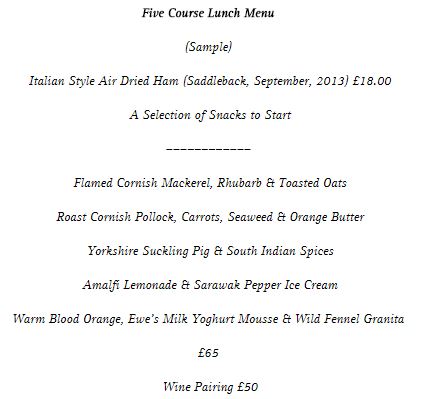 Five Course Lunch Menu
(Sample)
Italian Style Air Dried Ham (Saddleback, September, 2013) £18.00
A Selection of Snacks to Start
____________
Flamed Cornish Mackerel, Rhubarb & Toasted Oats
Roast Cornish Pollock, Carrots, Seaweed & Orange Butter
Yorkshire Suckling Pig & South Indian Spices
Amalfi Lemonade & Sarawak Pepper Ice Cream
Warm Blood Orange, Ewe's Milk Yoghurt Mousse & Wild Fennel Granita
£65
Wine Pairing £50